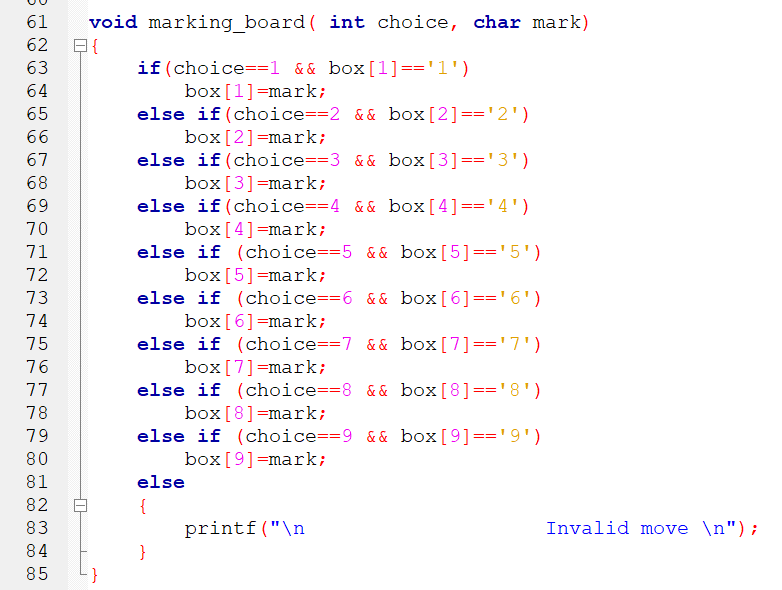 61 void marking_board( int choice, char mark)
62 {
63     if(choice==1 && box[1]=='1')
64         box[1]=mark;
65     else if(choice==2 && box[2]=='2')
66         box[2]=mark;
67     else if(choice==3 && box[3]=='3')
68         box[3]=mark;
69     else if(choice==4 && box[4]=='4')
70         box[4]=mark;
71     else if (choice==5 && box[5]=='5')
72         box[5]=mark;
73     else if (choice==6 && box[6]=='6')
74         box[6]=mark;
75     else if (choice==7 && box[7]=='7')
76         box[7]=mark;
77     else if (choice==8 && box[8]=='8')
78         box[8]=mark;
79     else if (choice==9 && box[9]=='9')
80         box[9]=mark;
81     else
82     {
83         printf("\n                    Invalid move \n");
84     }
85 }